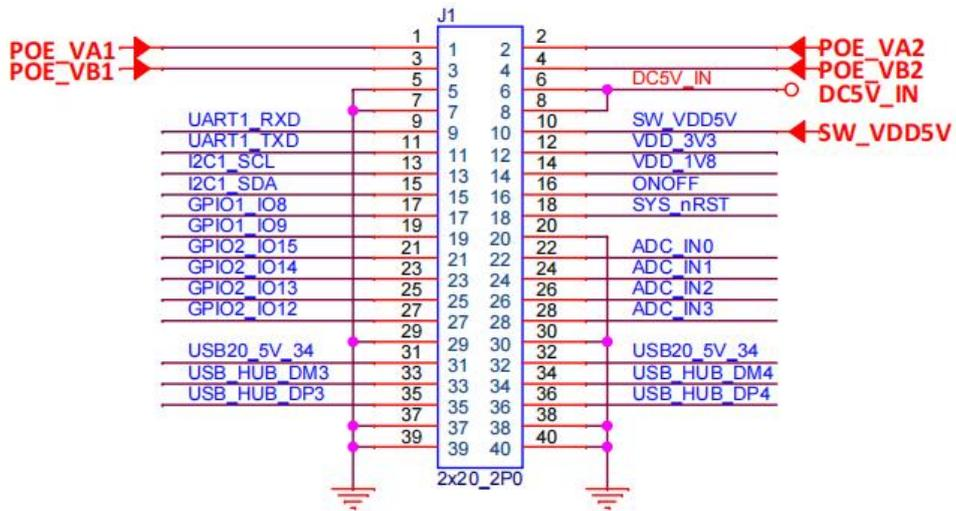 J1
POE_VA1 1 1 2 2 POE_VA2
POE_VB1 3 3 4 4 POE_VB2
5 5 6 6 DC5V_IN DC5V_IN
7 7 8 8
UART1_RXD 9 9 10 10 SW_VDD5V SW_VDD5V
UART1_TXD 11 11 12 12 VDD_3V3
I2C1_SCL 13 13 14 14 VDD_1V8
I2C1_SDA 15 15 16 16 ONOFF
GPIO1_IO8 17 17 18 18 SYS_nRST
GPIO1_IO9 19 19 20 20
GPIO2_IO15 21 21 22 22 ADC_IN0
GPIO2_IO14 23 23 24 24 ADC_IN1
GPIO2_IO13 25 25 26 26 ADC_IN2
GPIO2_IO12 27 27 28 28 ADC_IN3
29 29 30 30
USB20_5V_34 31 31 32 32 USB20_5V_34
USB_HUB_DM3 33 33 34 34 USB_HUB_DM4
USB_HUB_DP3 35 35 36 36 USB_HUB_DP4
37 37 38 38
39 39 40 40
2x20_2P0